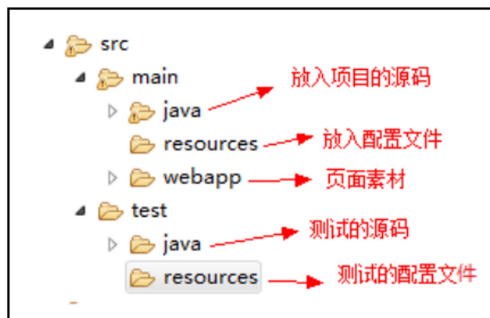 src
main
java 放入项目的源码
resources 放入配置文件
webapp 页面素材
test
java 测试的源码
resources 测试的配置文件